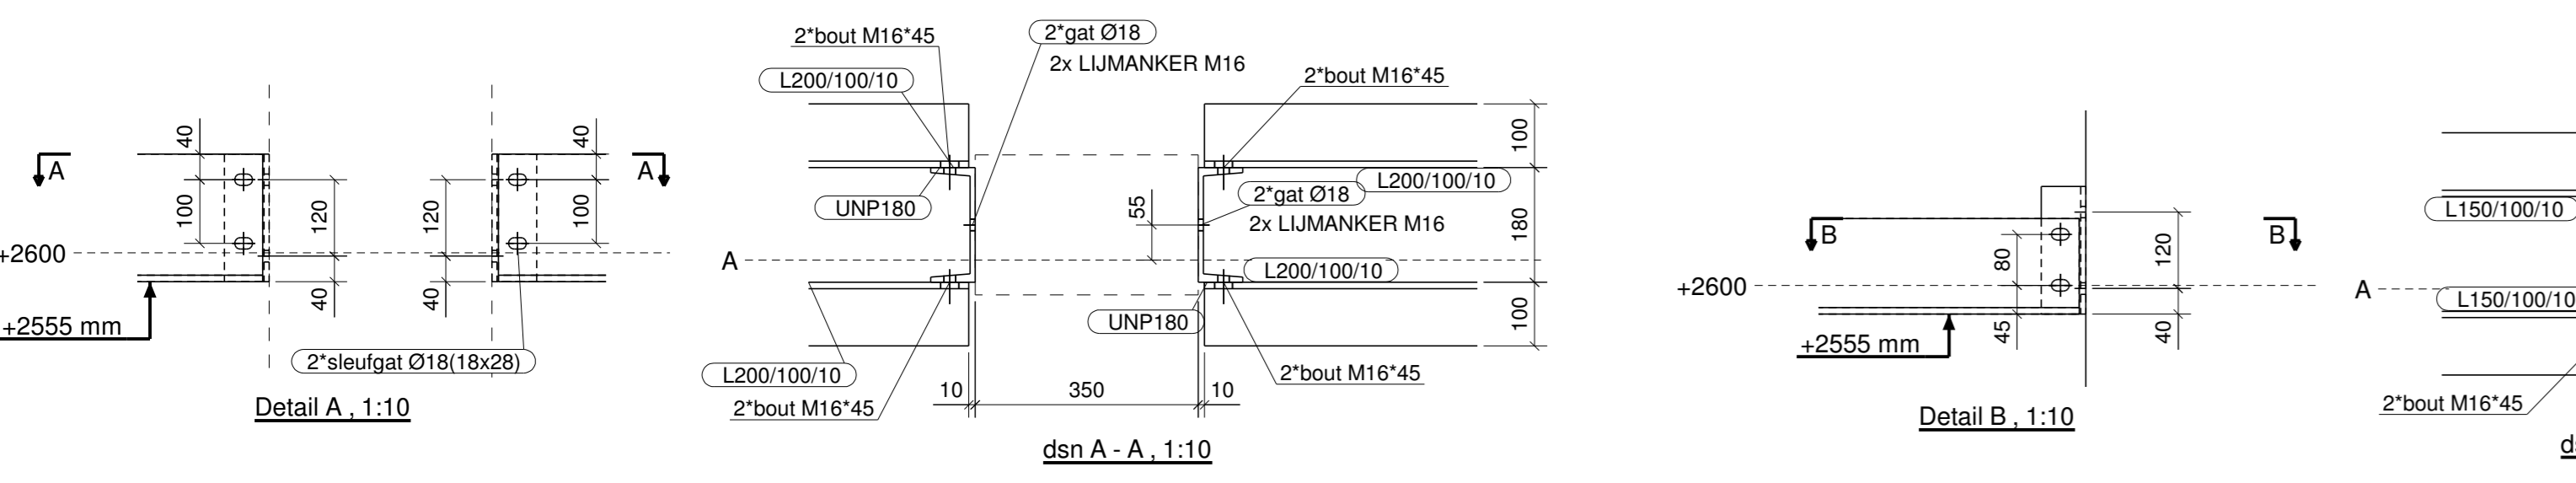 40
A
100
120
+2600
40
+2555 mm
120
40
40
100
A
2*sleufgat Ø18(18x28)
Detail A , 1:10
2*bout M16*45
L200/100/10
2*gat Ø18
2x LIJMANKER M16
2*bout M16*45
100
L200/100/10
UNP180
55
2*gat Ø18
2x LIJMANKER M16
180
A
L200/100/10
UNP180
100
L200/100/10
10
350
10
2*bout M16*45
2*bout M16*45
dsn A - A , 1:10
B
80
120
B
+2600
45
40
+2555 mm
Detail B , 1:10
L150/100/10
A
L150/100/10
2*bout M16*45